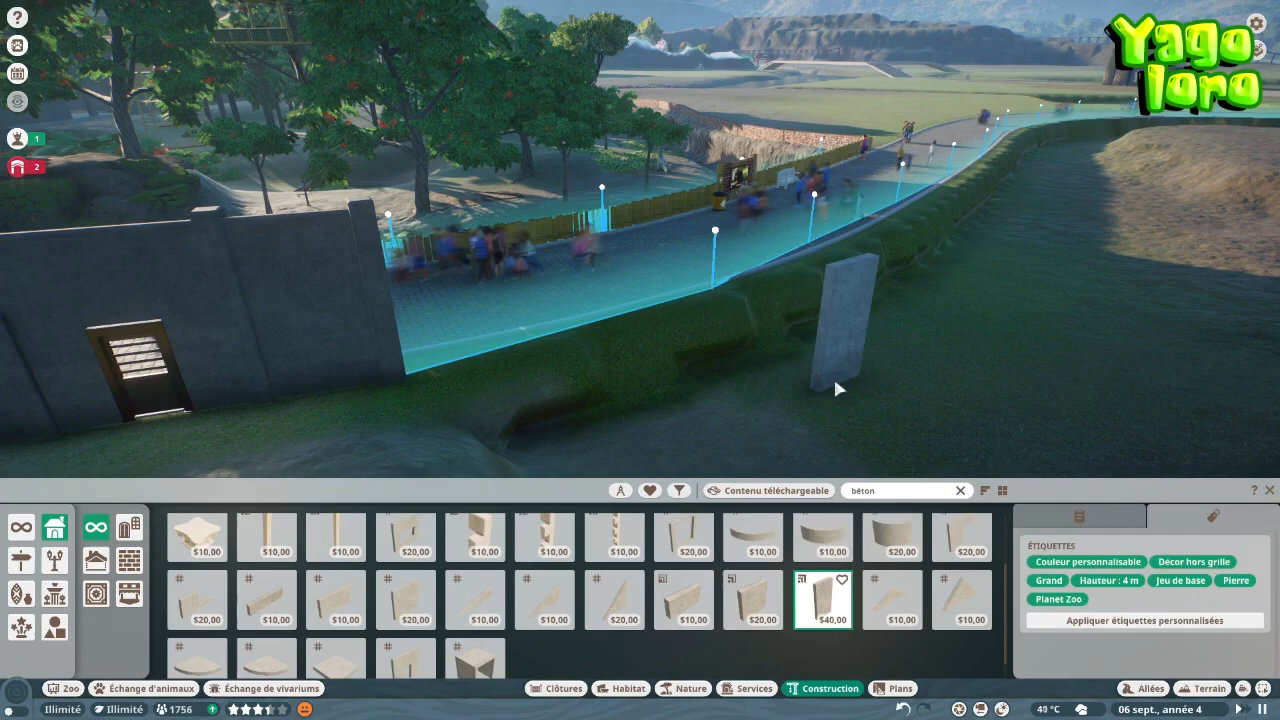 ?
Yago
loro
1
2
Contenu téléchargeable
béton
?
$10,00
$10,00
$10,00
$20,00
$10,00
$10,00
$10,00
$20,00
$10,00
$10,00
$20,00
$20,00
$20,00
$10,00
$10,00
$20,00
$10,00
$10,00
$20,00
$10,00
$20,00
$40,00
$10,00
$10,00
ÉTIQUETTES
Couleur personnalisable
Décor hors grille
Grand
Hauteur : 4 m
Jeu de base
Pierre
Planet Zoo
Appliquer étiquettes personnalisées
Zoo
Échange d'animaux
Échange de vivariums
Clôtures
Habitat
Nature
Services
Construction
Plans
Allées
Terrain
Illimité
Illimité
1756
06 sept., année 4